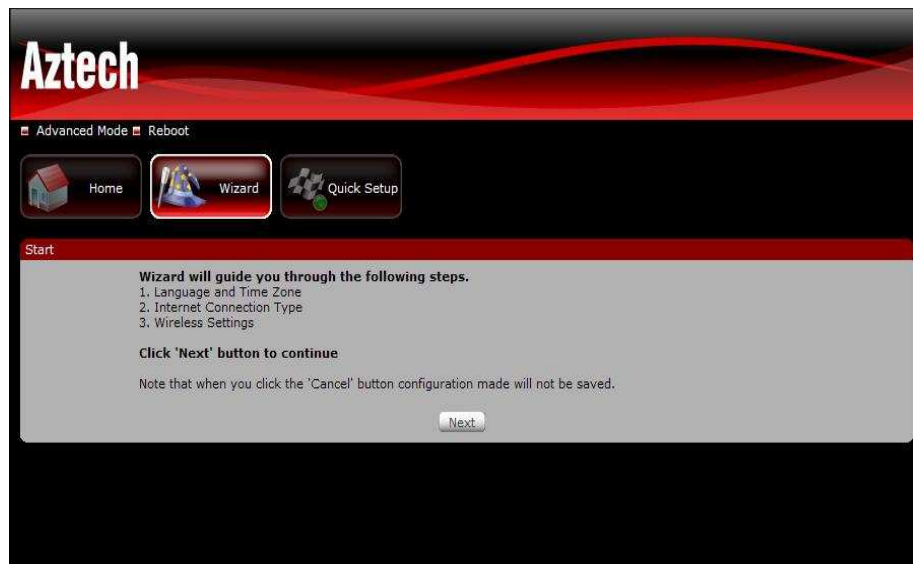 Aztech
Advanced Mode Reboot
Home Wizard Quick Setup
Start
Wizard will guide you through the following steps.
1. Language and Time Zone
2. Internet Connection Type
3. Wireless Settings
Click 'Next' button to continue
Note that when you click the 'Cancel' button configuration made will not be saved.
Next